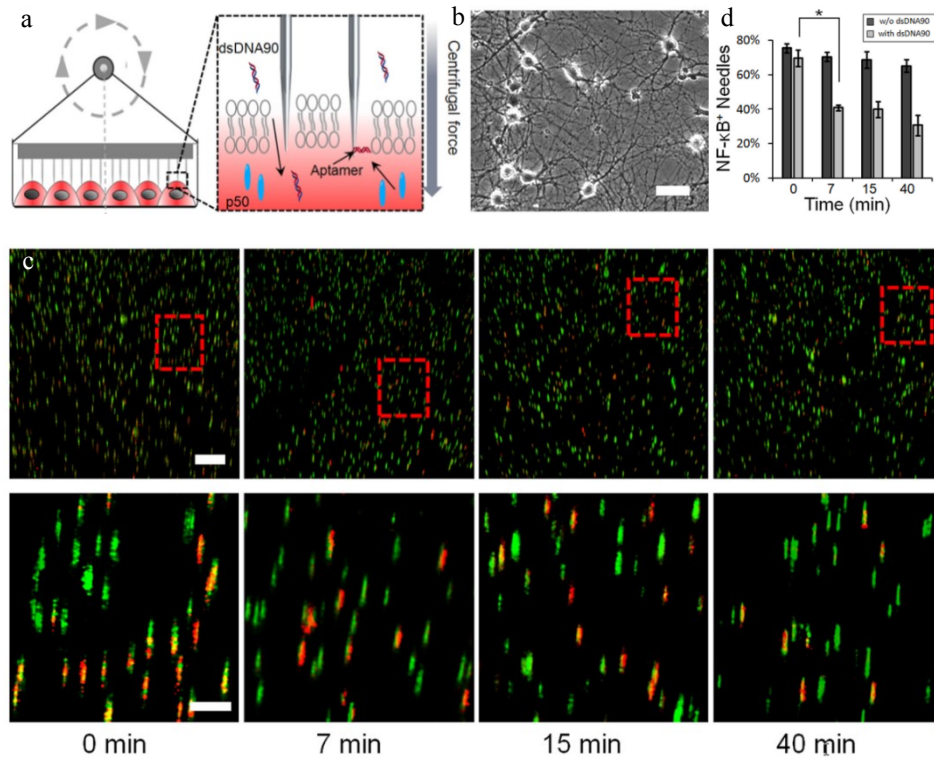 a
dsDNA90
Aptamer
p50
Centrifugal force
b
d
*
w/o dsDNA90
with dsDNA90
NF-κB⁺ Needles
80%
60%
40%
20%
0%
0 7 15 40
Time (min)
c
0 min 7 min 15 min 40 min